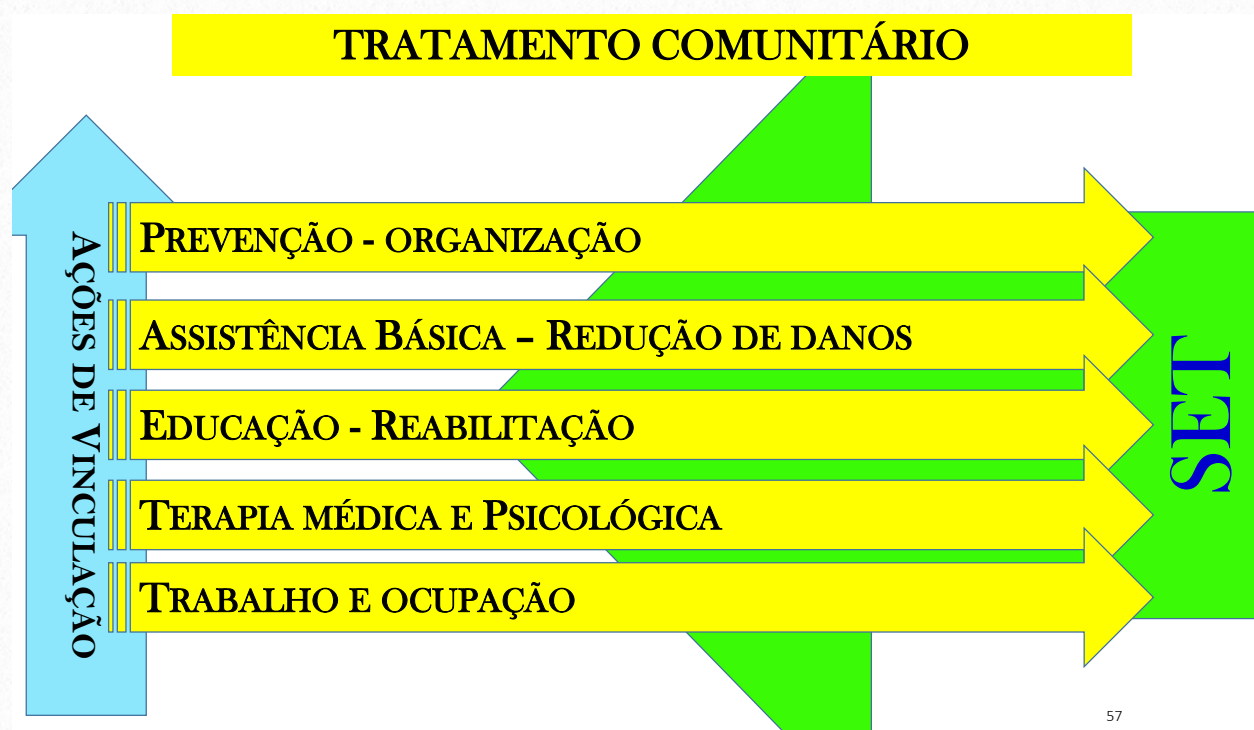 TRATAMENTO COMUNITÁRIO
AÇÕES DE VINCULAÇÃO
PREVENÇÃO - ORGANIZAÇÃO
ASSISTÊNCIA BÁSICA – REDUÇÃO DE DANOS
EDUCAÇÃO - REABILITAÇÃO
TERAPIA MÉDICA E PSICOLÓGICA
TRABALHO E OCUPAÇÃO
SET
57